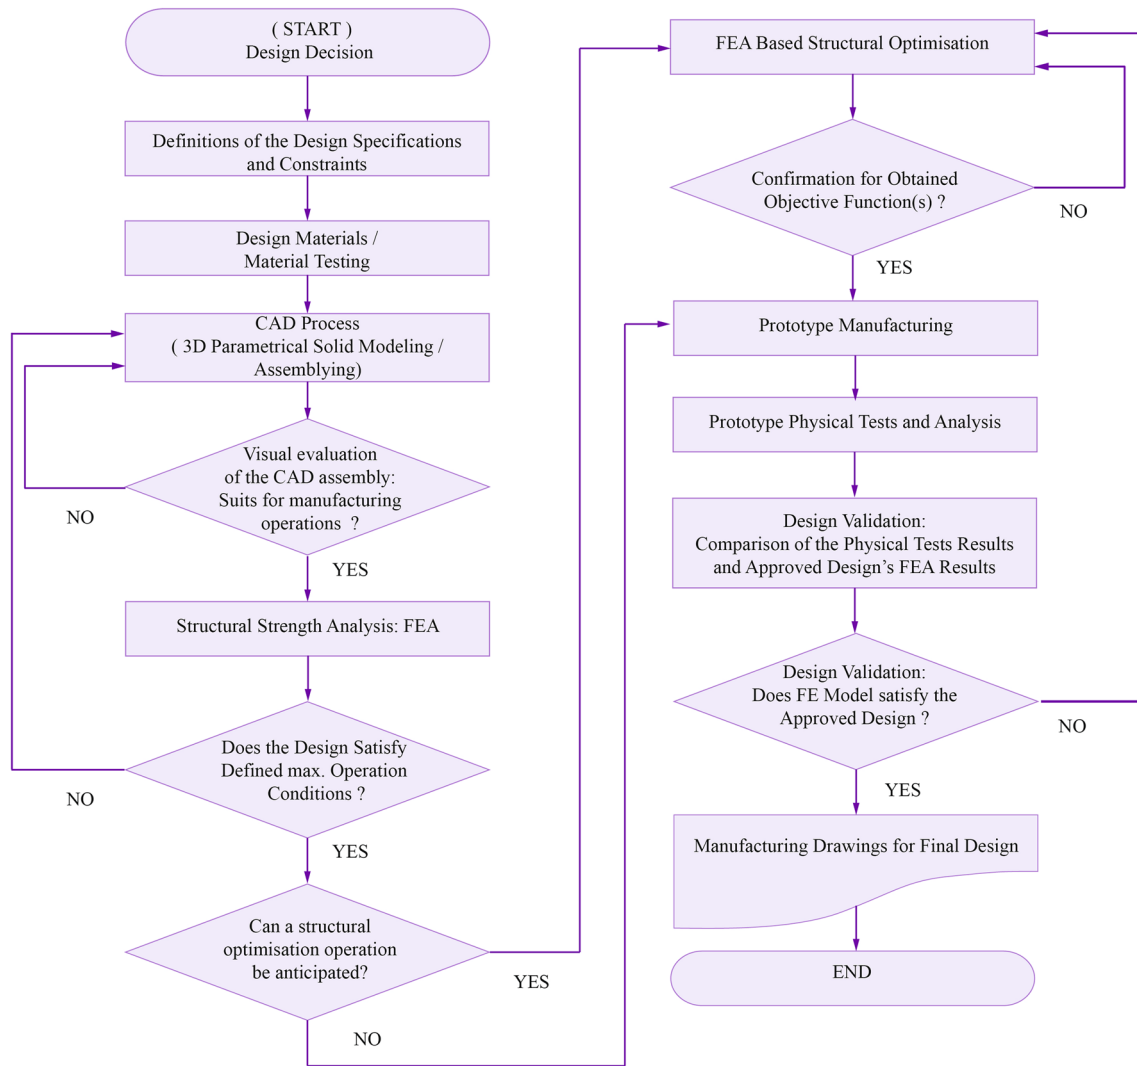 ( START )
Design Decision
Definitions of the Design Specifications
and Constraints
Design Materials /
Material Testing
CAD Process
( 3D Parametrical Solid Modeling /
Assemblying)
Visual evaluation
of the CAD assembly:
Suits for manufacturing
operations ?
NO
YES
Structural Strength Analysis: FEA
Does the Design Satisfy
Defined max. Operation
Conditions ?
NO
YES
Can a structural
optimisation operation
be anticipated?
YES
NO
FEA Based Structural Optimisation
Confirmation for Obtained
Objective Function(s) ?
NO
YES
Prototype Manufacturing
Prototype Physical Tests and Analysis
Design Validation:
Comparison of the Physical Tests Results
and Approved Design’s FEA Results
Design Validation:
Does FE Model satisfy the
Approved Design ?
NO
YES
Manufacturing Drawings for Final Design
END